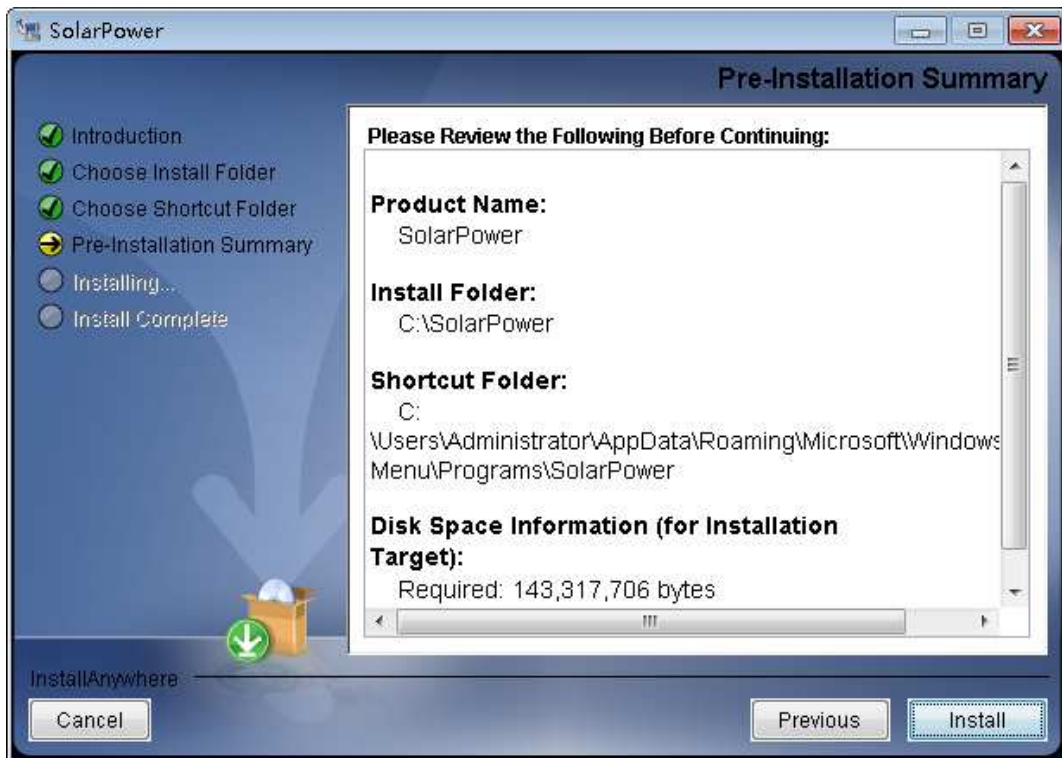 SolarPower
Pre-Installation Summary
Introduction
Choose Install Folder
Choose Shortcut Folder
Pre-Installation Summary
Installing...
Install Complete
Please Review the Following Before Continuing:
Product Name:
SolarPower
Install Folder:
C:\SolarPower
Shortcut Folder:
C:
\Users\Administrator\AppData\Roaming\Microsoft\Windows
Menu\Programs\SolarPower
Disk Space Information (for Installation
Target):
Required: 143,317,706 bytes
InstallAnywhere
Cancel
Previous
Install